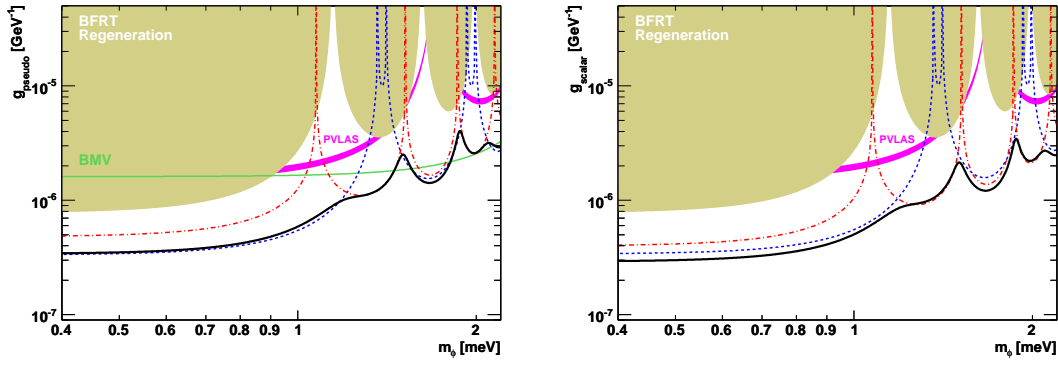 BFRT
Regeneration
g_pseudo [GeV⁻¹]
10⁻⁵
PVLAS
BMV
10⁻⁶
10⁻⁷
0.4 0.5 0.6 0.7 0.8 0.9 1 2
m_ϕ [meV]
BFRT
Regeneration
g_scalar [GeV⁻¹]
10⁻⁵
PVLAS
10⁻⁶
10⁻⁷
0.4 0.5 0.6 0.7 0.8 0.9 1 2
m_ϕ [meV]